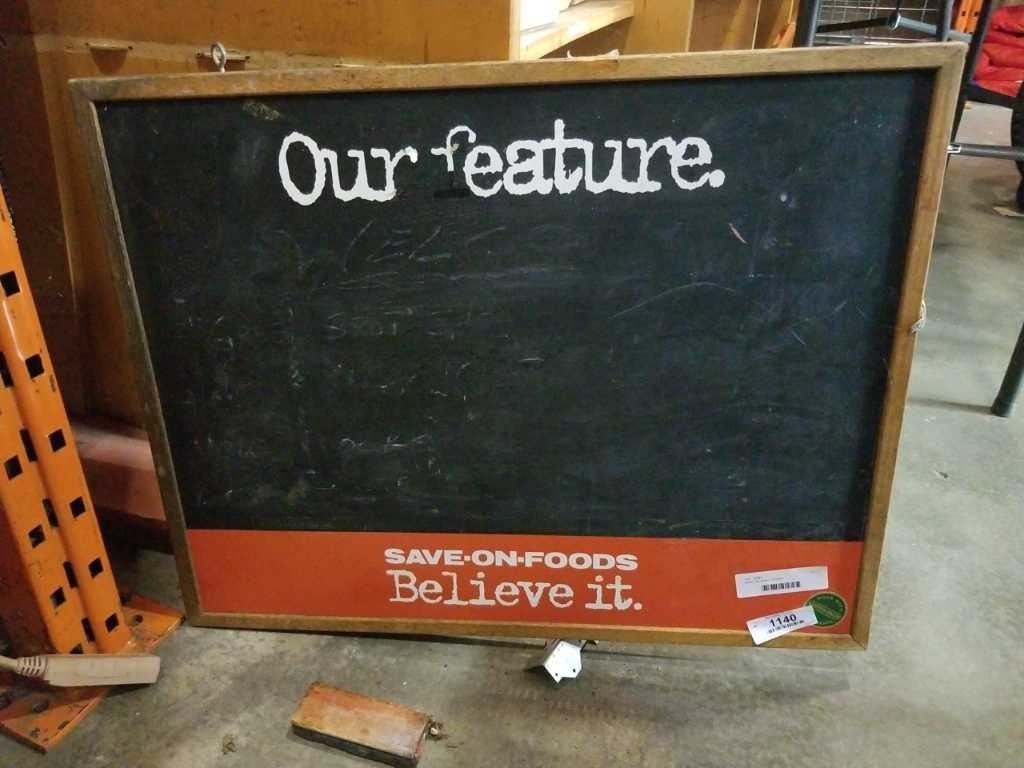 Our feature.
SAVE-ON-FOODS
Believe it.
1140